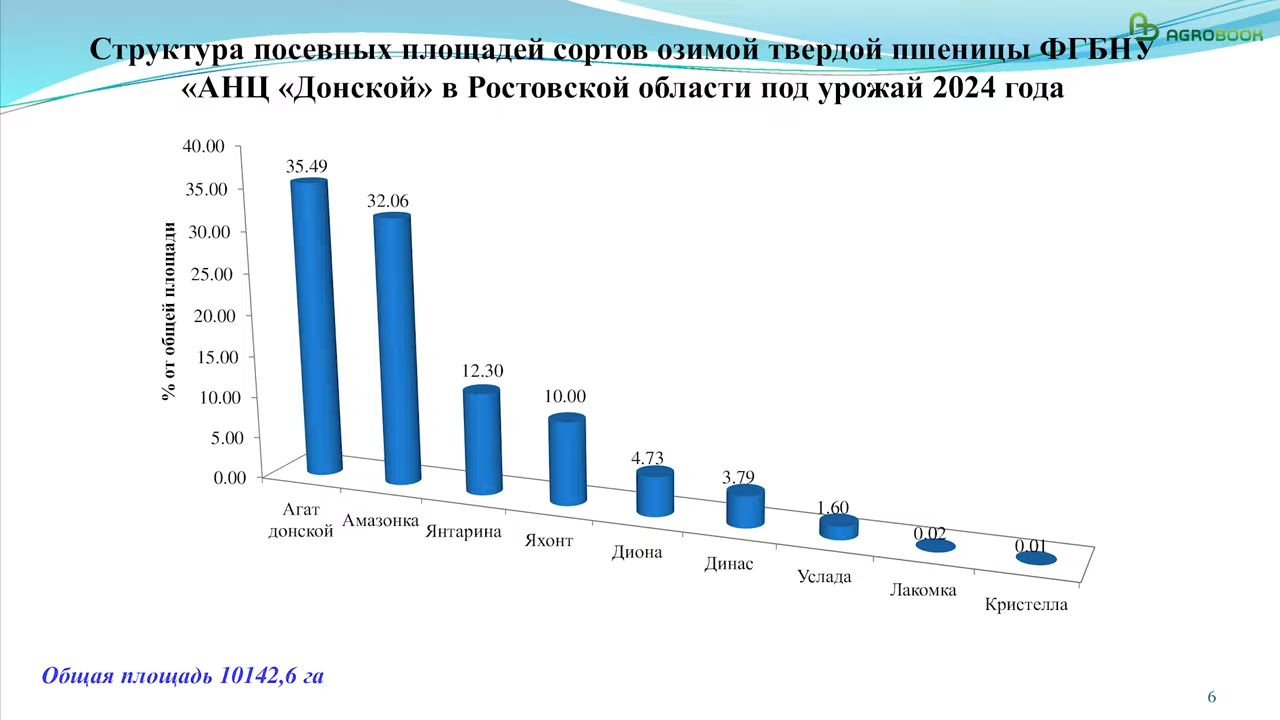 AGROBOOK
Структура посевных площадей сортов озимой твердой пшеницы ФГБНУ
«АНЦ «Донской» в Ростовской области под урожай 2024 года
% от общей площади
40.00
35.00
30.00
25.00
20.00
15.00
10.00
5.00
0.00
35.49
32.06
12.30
10.00
4.73
3.79
1.60
0.02
0.01
Агат
донской
Амазонка
Янтарина
Яхонт
Диона
Динас
Услада
Лакомка
Кристелла
Общая площадь 10142,6 га
6